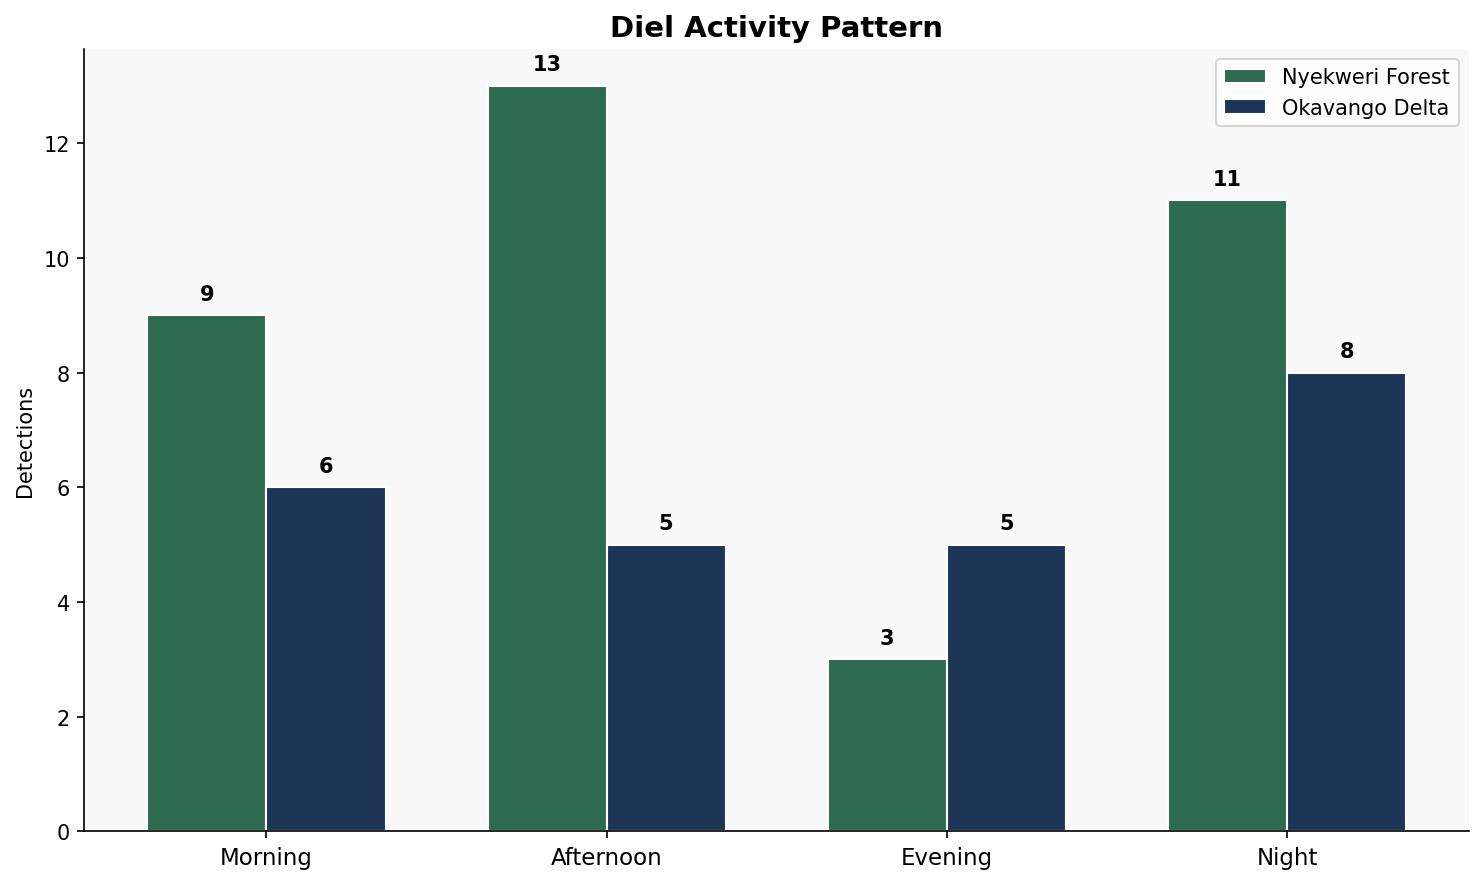 Diel Activity Pattern
Nyekweri Forest
Okavango Delta
Detections
12
10
8
6
4
2
0
9
6
13
5
3
5
11
8
Morning
Afternoon
Evening
Night